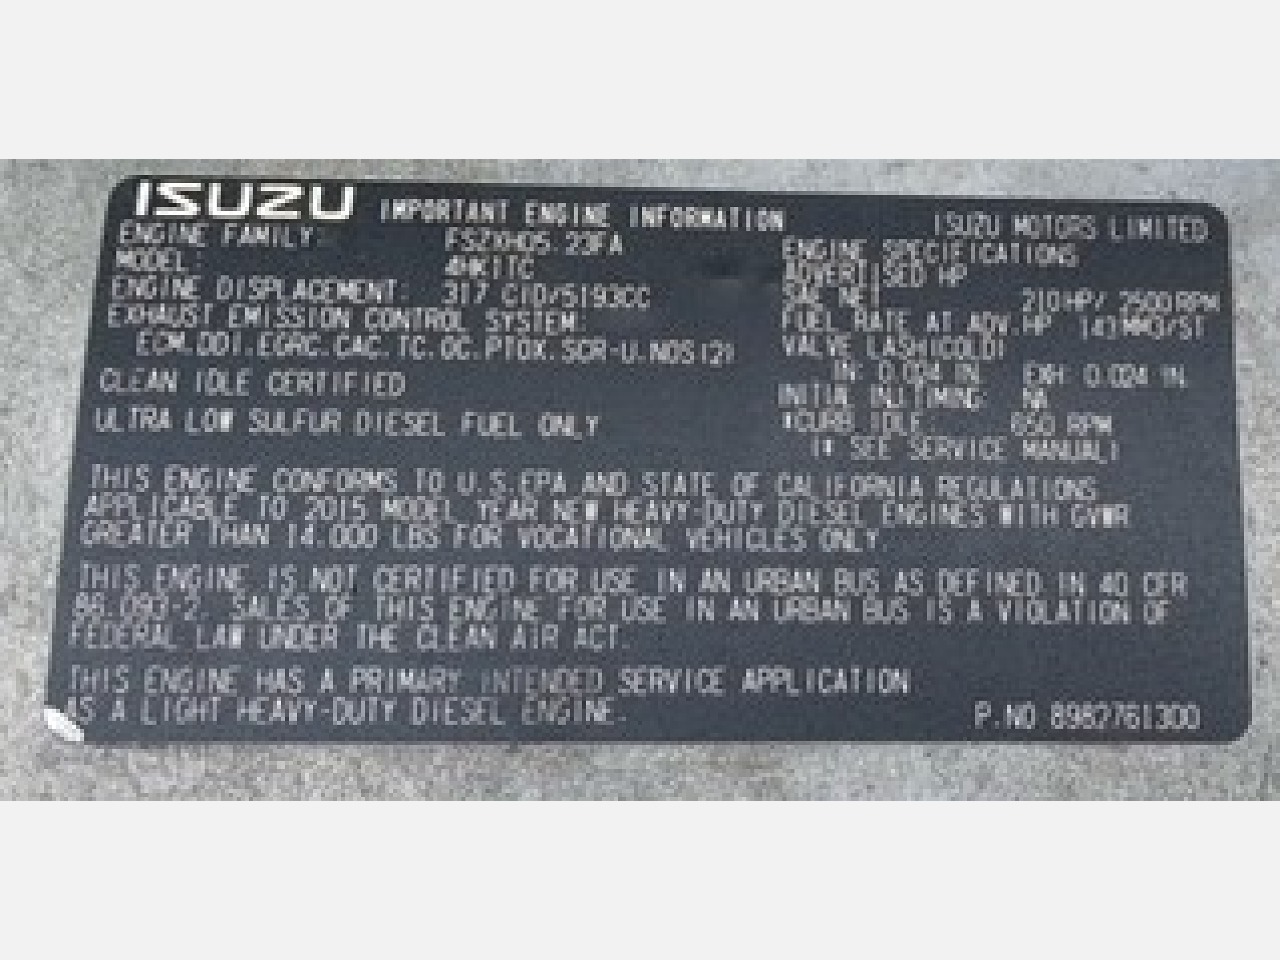 ISUZU IMPORTANT ENGINE INFORMATION ISUZU MOTORS LIMITED
ENGINE FAMILY: FSZXH05.23FA
MODEL: 4HK1TC
ENGINE DISPLACEMENT: 317 CID/5193CC
EXHAUST EMISSION CONTROL SYSTEM:
ECM.DDI.EGRC.CAC.TC.OC.PTOX.SCR-U.NOS(2)
CLEAN IDLE CERTIFIED
ULTRA LOW SULFUR DIESEL FUEL ONLY
ENGINE SPECIFICATIONS
ADVERTISED HP
SAE NET 210HP/ 2500RPM
FUEL RATE AT ADV.HP 143MM3/ST
VALVE LASH(COLD)
IN: 0.024 IN. EXH: 0.024 IN.
INITIAL INJ.TIMING: NA
*CURB IDLE: 650 RPM
(* SEE SERVICE MANUAL)
THIS ENGINE CONFORMS TO U.S.EPA AND STATE OF CALIFORNIA REGULATIONS
APPLICABLE TO 2015 MODEL YEAR NEW HEAVY-DUTY DIESEL ENGINES WITH GVWR
GREATER THAN 14,000 LBS FOR VOCATIONAL VEHICLES ONLY.
THIS ENGINE IS NOT CERTIFIED FOR USE IN AN URBAN BUS AS DEFINED IN 40 CFR
86.093-2. SALES OF THIS ENGINE FOR USE IN AN URBAN BUS IS A VIOLATION OF
FEDERAL LAW UNDER THE CLEAN AIR ACT.
THIS ENGINE HAS A PRIMARY INTENDED SERVICE APPLICATION
AS A LIGHT HEAVY-DUTY DIESEL ENGINE.
P.NO 8982761300